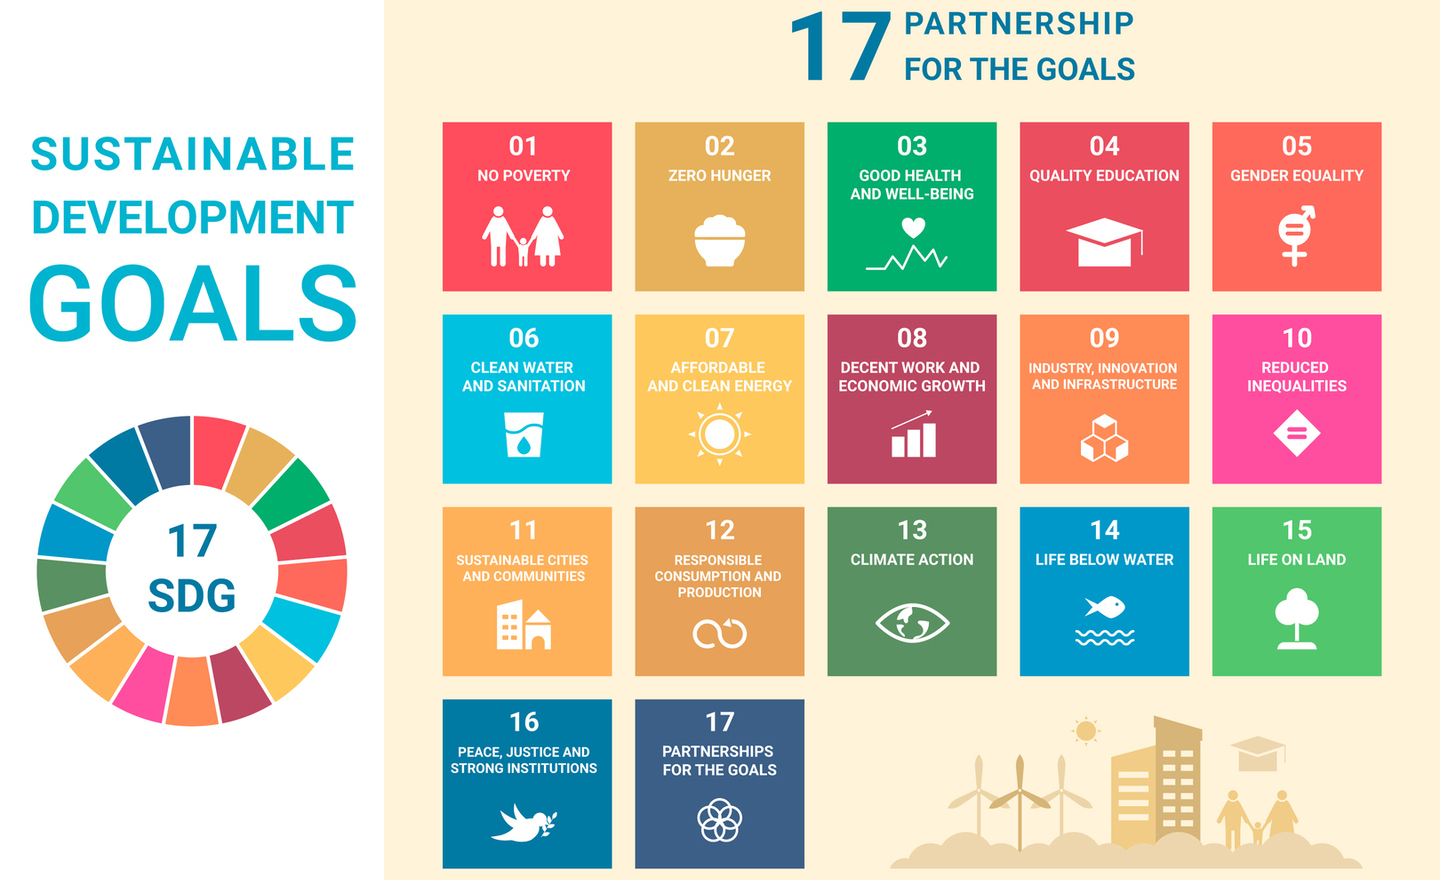 SUSTAINABLE
DEVELOPMENT
GOALS
17
SDG
17 PARTNERSHIP
FOR THE GOALS
01
NO POVERTY
02
ZERO HUNGER
03
GOOD HEALTH
AND WELL-BEING
04
QUALITY EDUCATION
05
GENDER EQUALITY
06
CLEAN WATER
AND SANITATION
07
AFFORDABLE
AND CLEAN ENERGY
08
DECENT WORK AND
ECONOMIC GROWTH
09
INDUSTRY, INNOVATION
AND INFRASTRUCTURE
10
REDUCED
INEQUALITIES
11
SUSTAINABLE CITIES
AND COMMUNITIES
12
RESPONSIBLE
CONSUMPTION AND
PRODUCTION
13
CLIMATE ACTION
14
LIFE BELOW WATER
15
LIFE ON LAND
16
PEACE, JUSTICE AND
STRONG INSTITUTIONS
17
PARTNERSHIPS
FOR THE GOALS